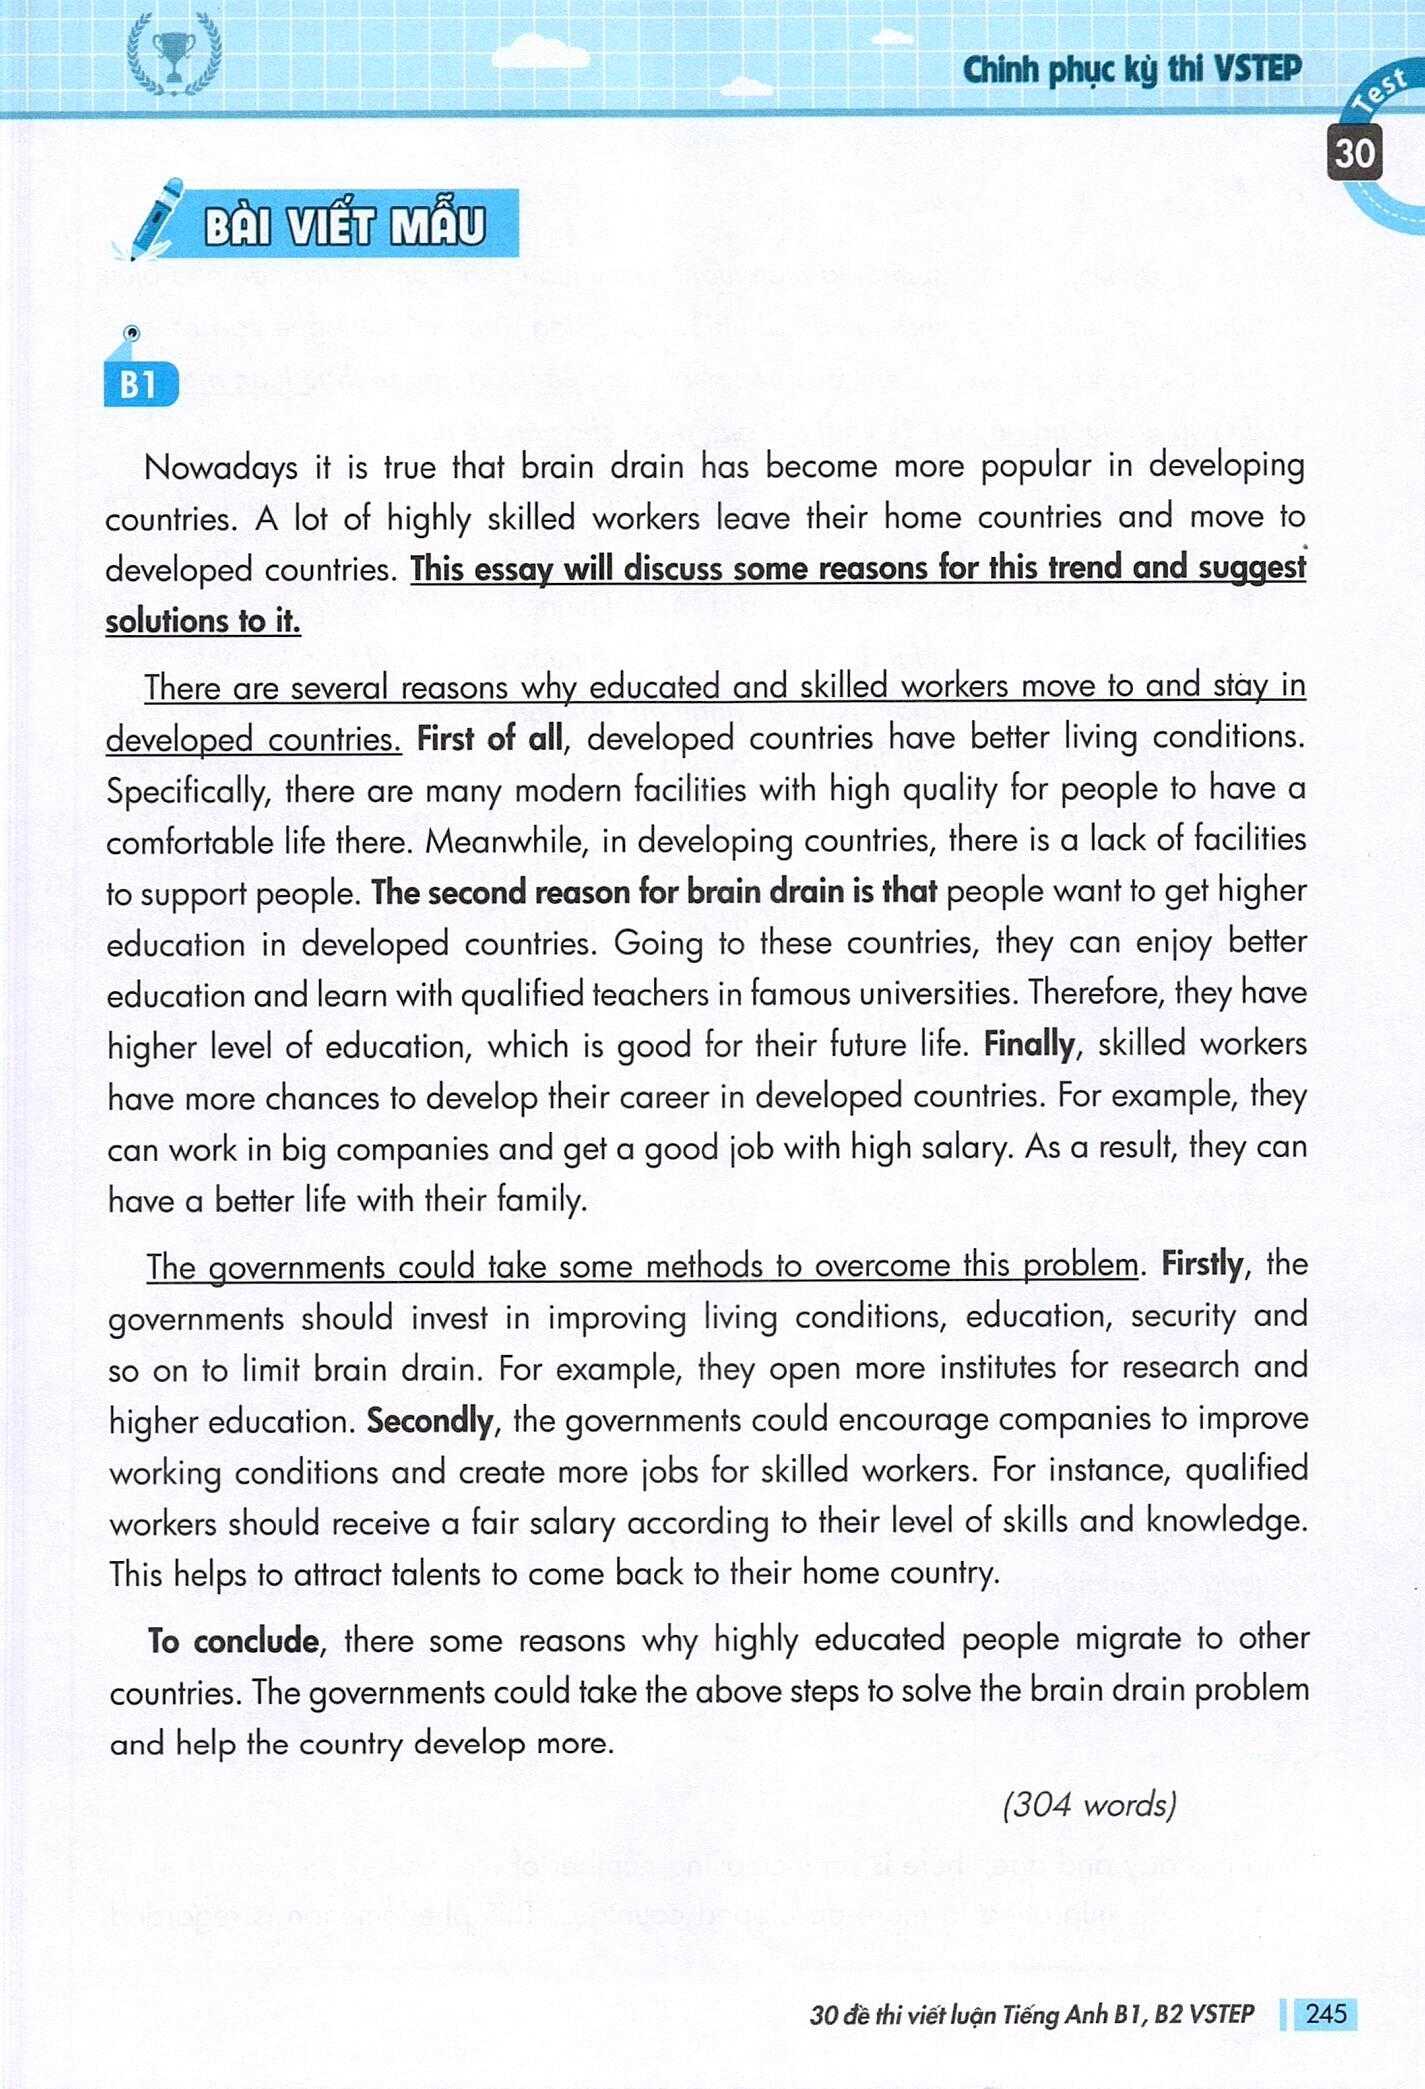 Chinh phục kỳ thi VSTEP
Test
30
BÀI VIẾT MẪU
B1
Nowadays it is true that brain drain has become more popular in developing
countries. A lot of highly skilled workers leave their home countries and move to
developed countries. This essay will discuss some reasons for this trend and suggest
solutions to it.
There are several reasons why educated and skilled workers move to and stay in
developed countries. First of all, developed countries have better living conditions.
Specifically, there are many modern facilities with high quality for people to have a
comfortable life there. Meanwhile, in developing countries, there is a lack of facilities
to support people. The second reason for brain drain is that people want to get higher
education in developed countries. Going to these countries, they can enjoy better
education and learn with qualified teachers in famous universities. Therefore, they have
higher level of education, which is good for their future life. Finally, skilled workers
have more chances to develop their career in developed countries. For example, they
can work in big companies and get a good job with high salary. As a result, they can
have a better life with their family.
The governments could take some methods to overcome this problem. Firstly, the
governments should invest in improving living conditions, education, security and
so on to limit brain drain. For example, they open more institutes for research and
higher education. Secondly, the governments could encourage companies to improve
working conditions and create more jobs for skilled workers. For instance, qualified
workers should receive a fair salary according to their level of skills and knowledge.
This helps to attract talents to come back to their home country.
To conclude, there some reasons why highly educated people migrate to other
countries. The governments could take the above steps to solve the brain drain problem
and help the country develop more.
(304 words)
30 đề thi viết luận Tiếng Anh B1, B2 VSTEP
245